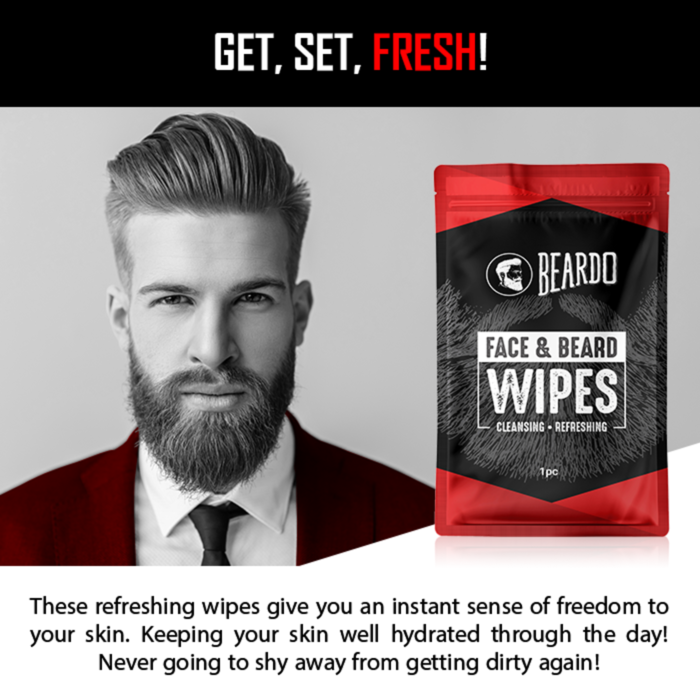 GET, SET, FRESH!
BEARDO
FACE & BEARD
WIPES
CLEANSING • REFRESHING
1pc
These refreshing wipes give you an instant sense of freedom to
your skin. Keeping your skin well hydrated through the day!
Never going to shy away from getting dirty again!